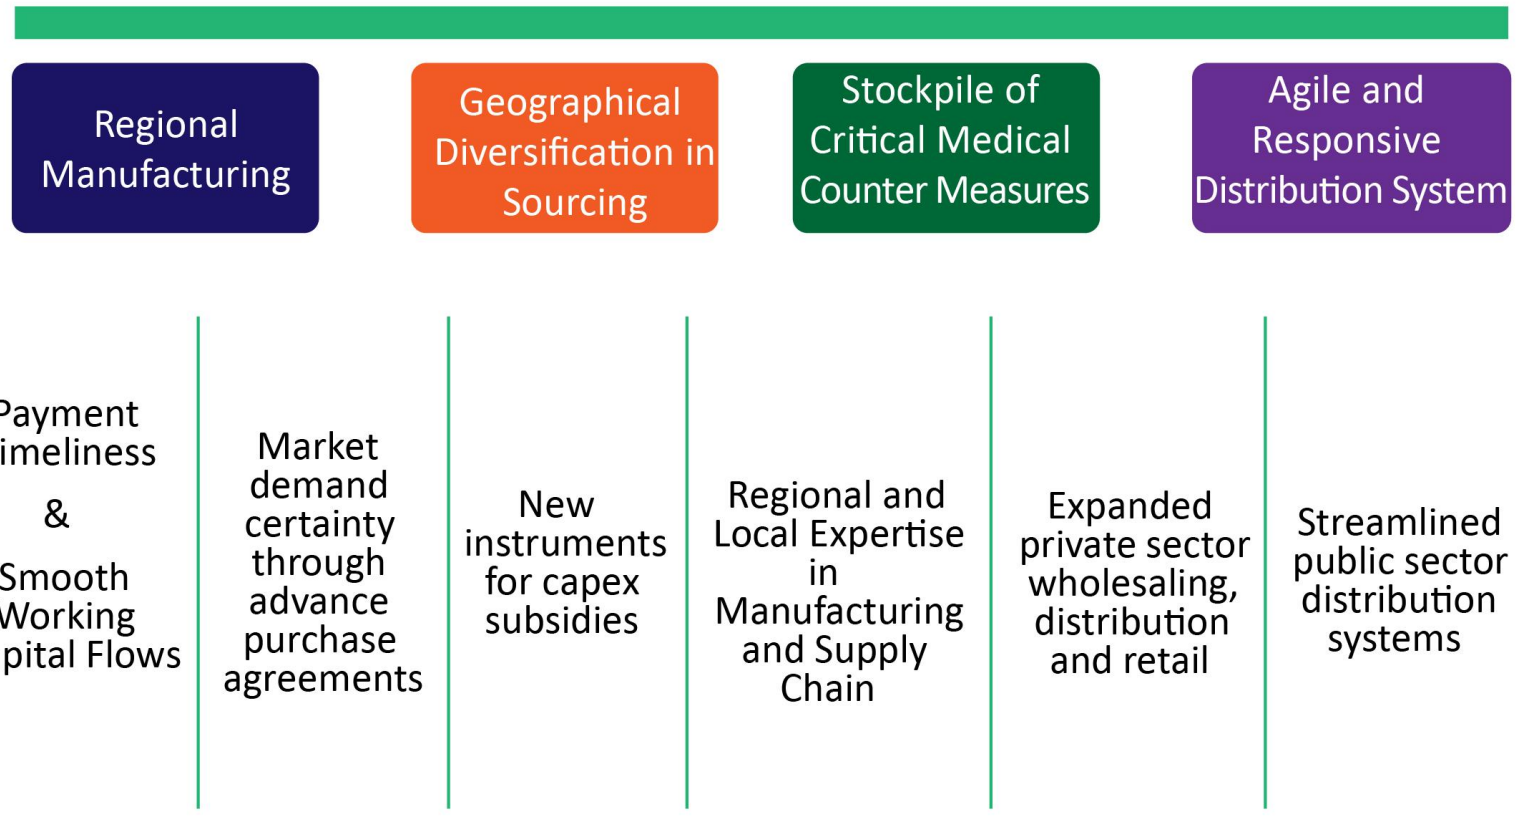 Regional
Manufacturing
Geographical
Diversification in
Sourcing
Stockpile of
Critical Medical
Counter Measures
Agile and
Responsive
Distribution System
Payment
imeliness
&
Smooth
Working
pital Flows
Market
demand
certainty
through
advance
purchase
agreements
New
instruments
for capex
subsidies
Regional and
Local Expertise
in
Manufacturing
and Supply
Chain
Expanded
private sector
wholesaling,
distribution
and retail
Streamlined
public sector
distribution
systems